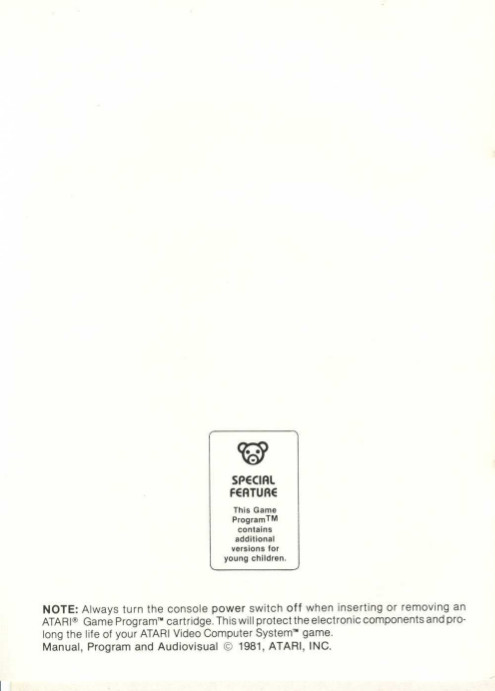 SPECIAL
FEATURE
This Game
Program™
contains
additional
versions for
young children.
NOTE: Always turn the console power switch off when inserting or removing an
ATARI® Game Program™ cartridge. This will protect the electronic components and pro-
long the life of your ATARI Video Computer System™ game.
Manual, Program and Audiovisual © 1981, ATARI, INC.